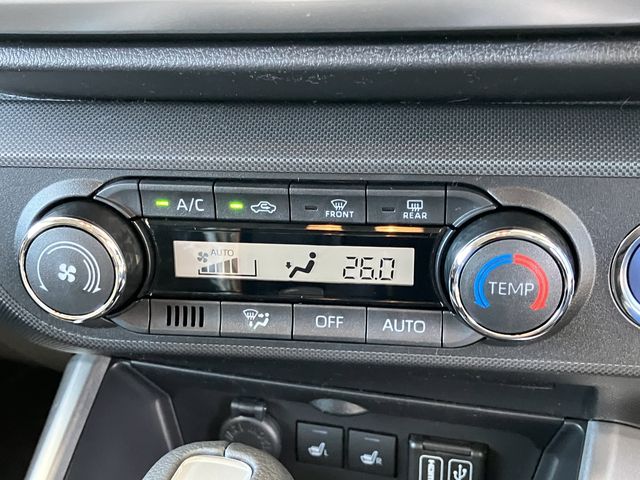 A/C
FRONT
REAR
AUTO
26.0
TEMP
OFF
AUTO
L
R